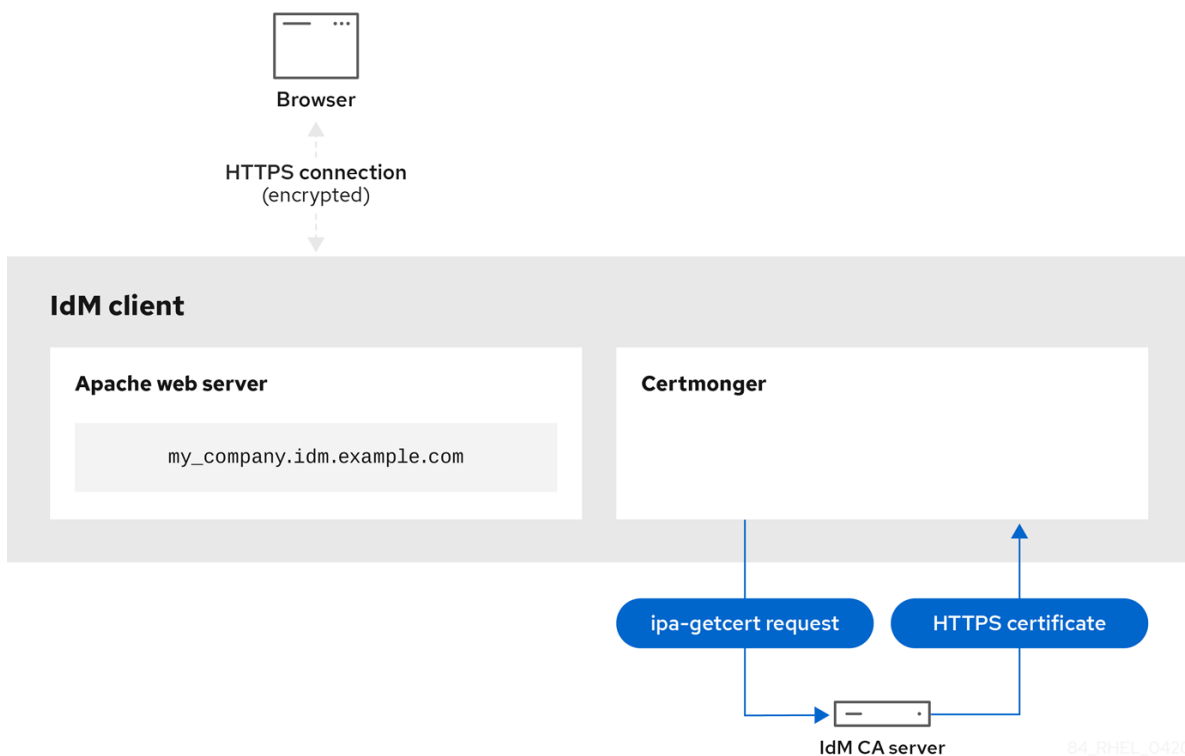 Browser
HTTPS connection
(encrypted)
IdM client
Apache web server
my_company.idm.example.com
Certmonger
ipa-getcert request
HTTPS certificate
IdM CA server